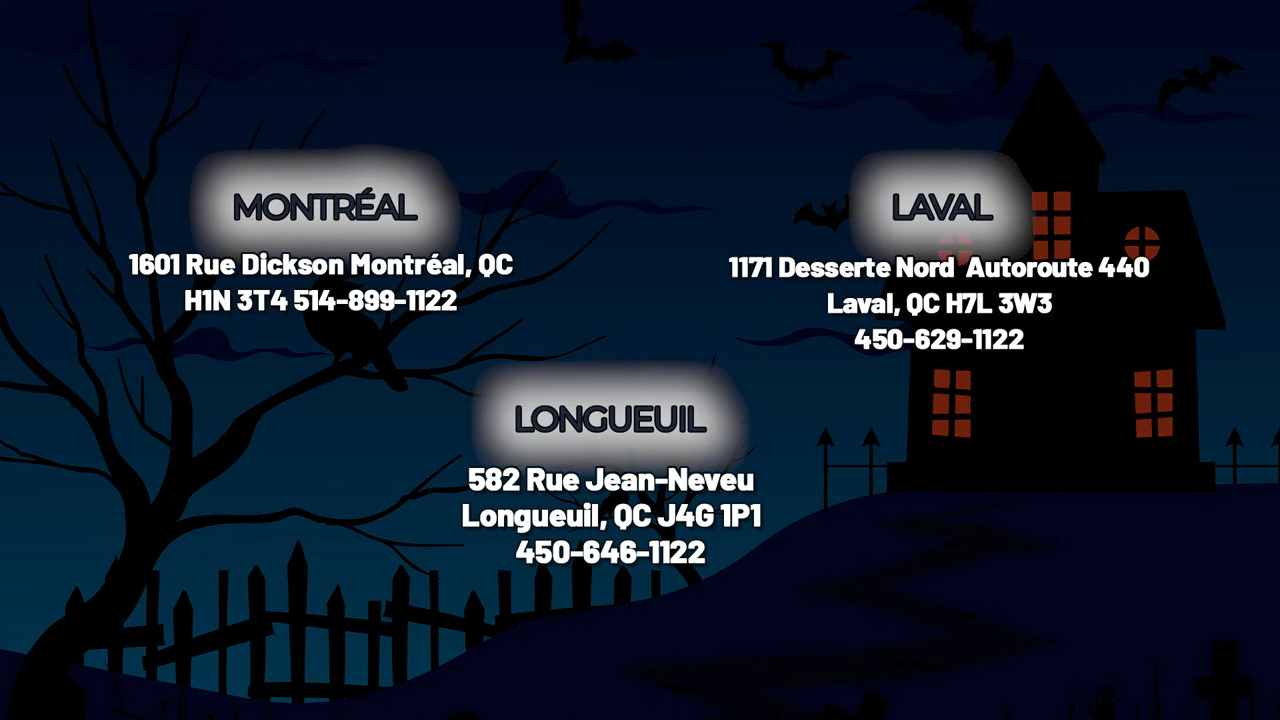 MONTRÉAL
1601 Rue Dickson Montréal, QC
H1N 3T4 514-899-1122
LAVAL
1171 Desserte Nord Autoroute 440
Laval, QC H7L 3W3
450-629-1122
LONGUEUIL
582 Rue Jean-Neveu
Longueuil, QC J4G 1P1
450-646-1122